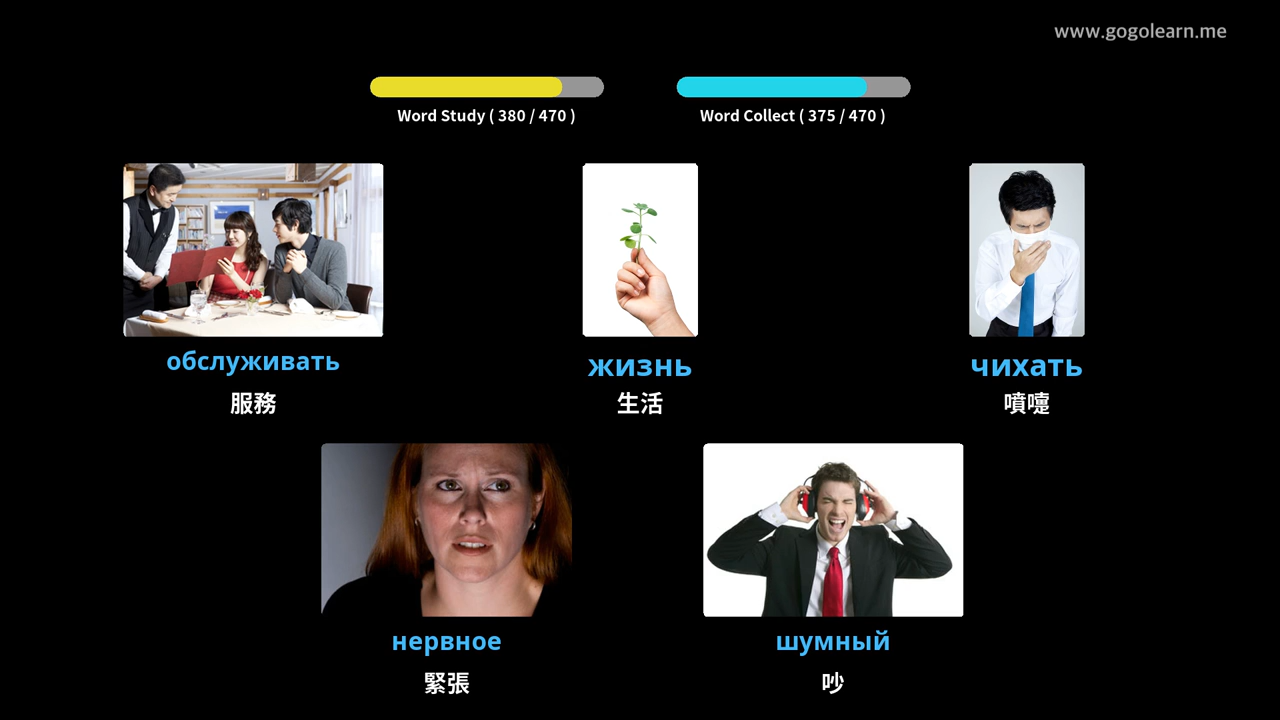 www.gogolearn.me
Word Study ( 380 / 470 )
Word Collect ( 375 / 470 )
обслуживать
жизнь
чихать
服務
生活
噴嚏
нервное
шумный
緊張
吵